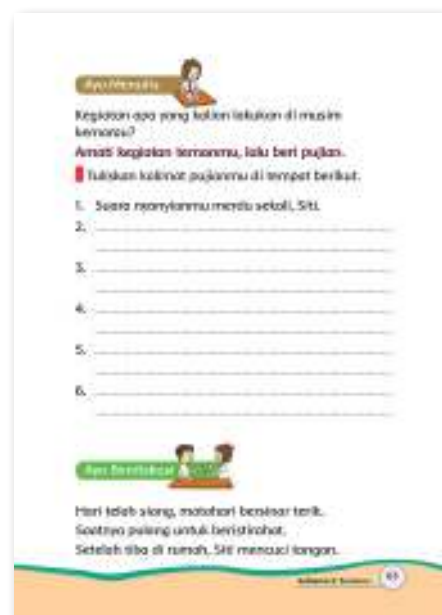 Ayo Menulis
Kegiatan apa yang kalian lakukan di musim
kemarau?
Amati kegiatan temanmu, lalu beri pujian.
Tuliskan kalimat pujianmu di tempat berikut.
1. Suara nyanyianmu merdu sekali, Siti.
2.
3.
4.
5.
6.
Ayo Berdiskusi
Hari telah siang, matahari bersinar terik.
Saatnya pulang untuk beristirahat.
Setelah tiba di rumah, Siti mencuci tangan.